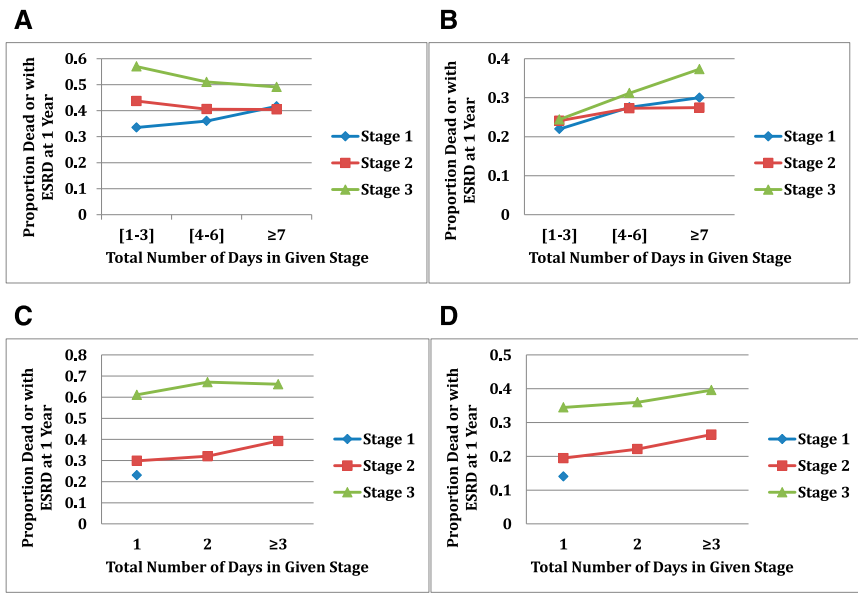 A
Proportion Dead or with
ESRD at 1 Year
0.6
0.5
0.4
0.3
0.2
0.1
0
[1-3] [4-6] ≥7
Total Number of Days in Given Stage
Stage 1
Stage 2
Stage 3
B
Proportion Dead or with
ESRD at 1 Year
0.4
0.3
0.2
0.1
0
[1-3] [4-6] ≥7
Total Number of Days in Given Stage
Stage 1
Stage 2
Stage 3
C
Proportion Dead or with
ESRD at 1 Year
0.8
0.7
0.6
0.5
0.4
0.3
0.2
0.1
0
1 2 ≥3
Total Number of Days in Given Stage
Stage 1
Stage 2
Stage 3
D
Proportion Dead or with
ESRD at 1 Year
0.5
0.4
0.3
0.2
0.1
0
1 2 ≥3
Total Number of Days in Given Stage
Stage 1
Stage 2
Stage 3